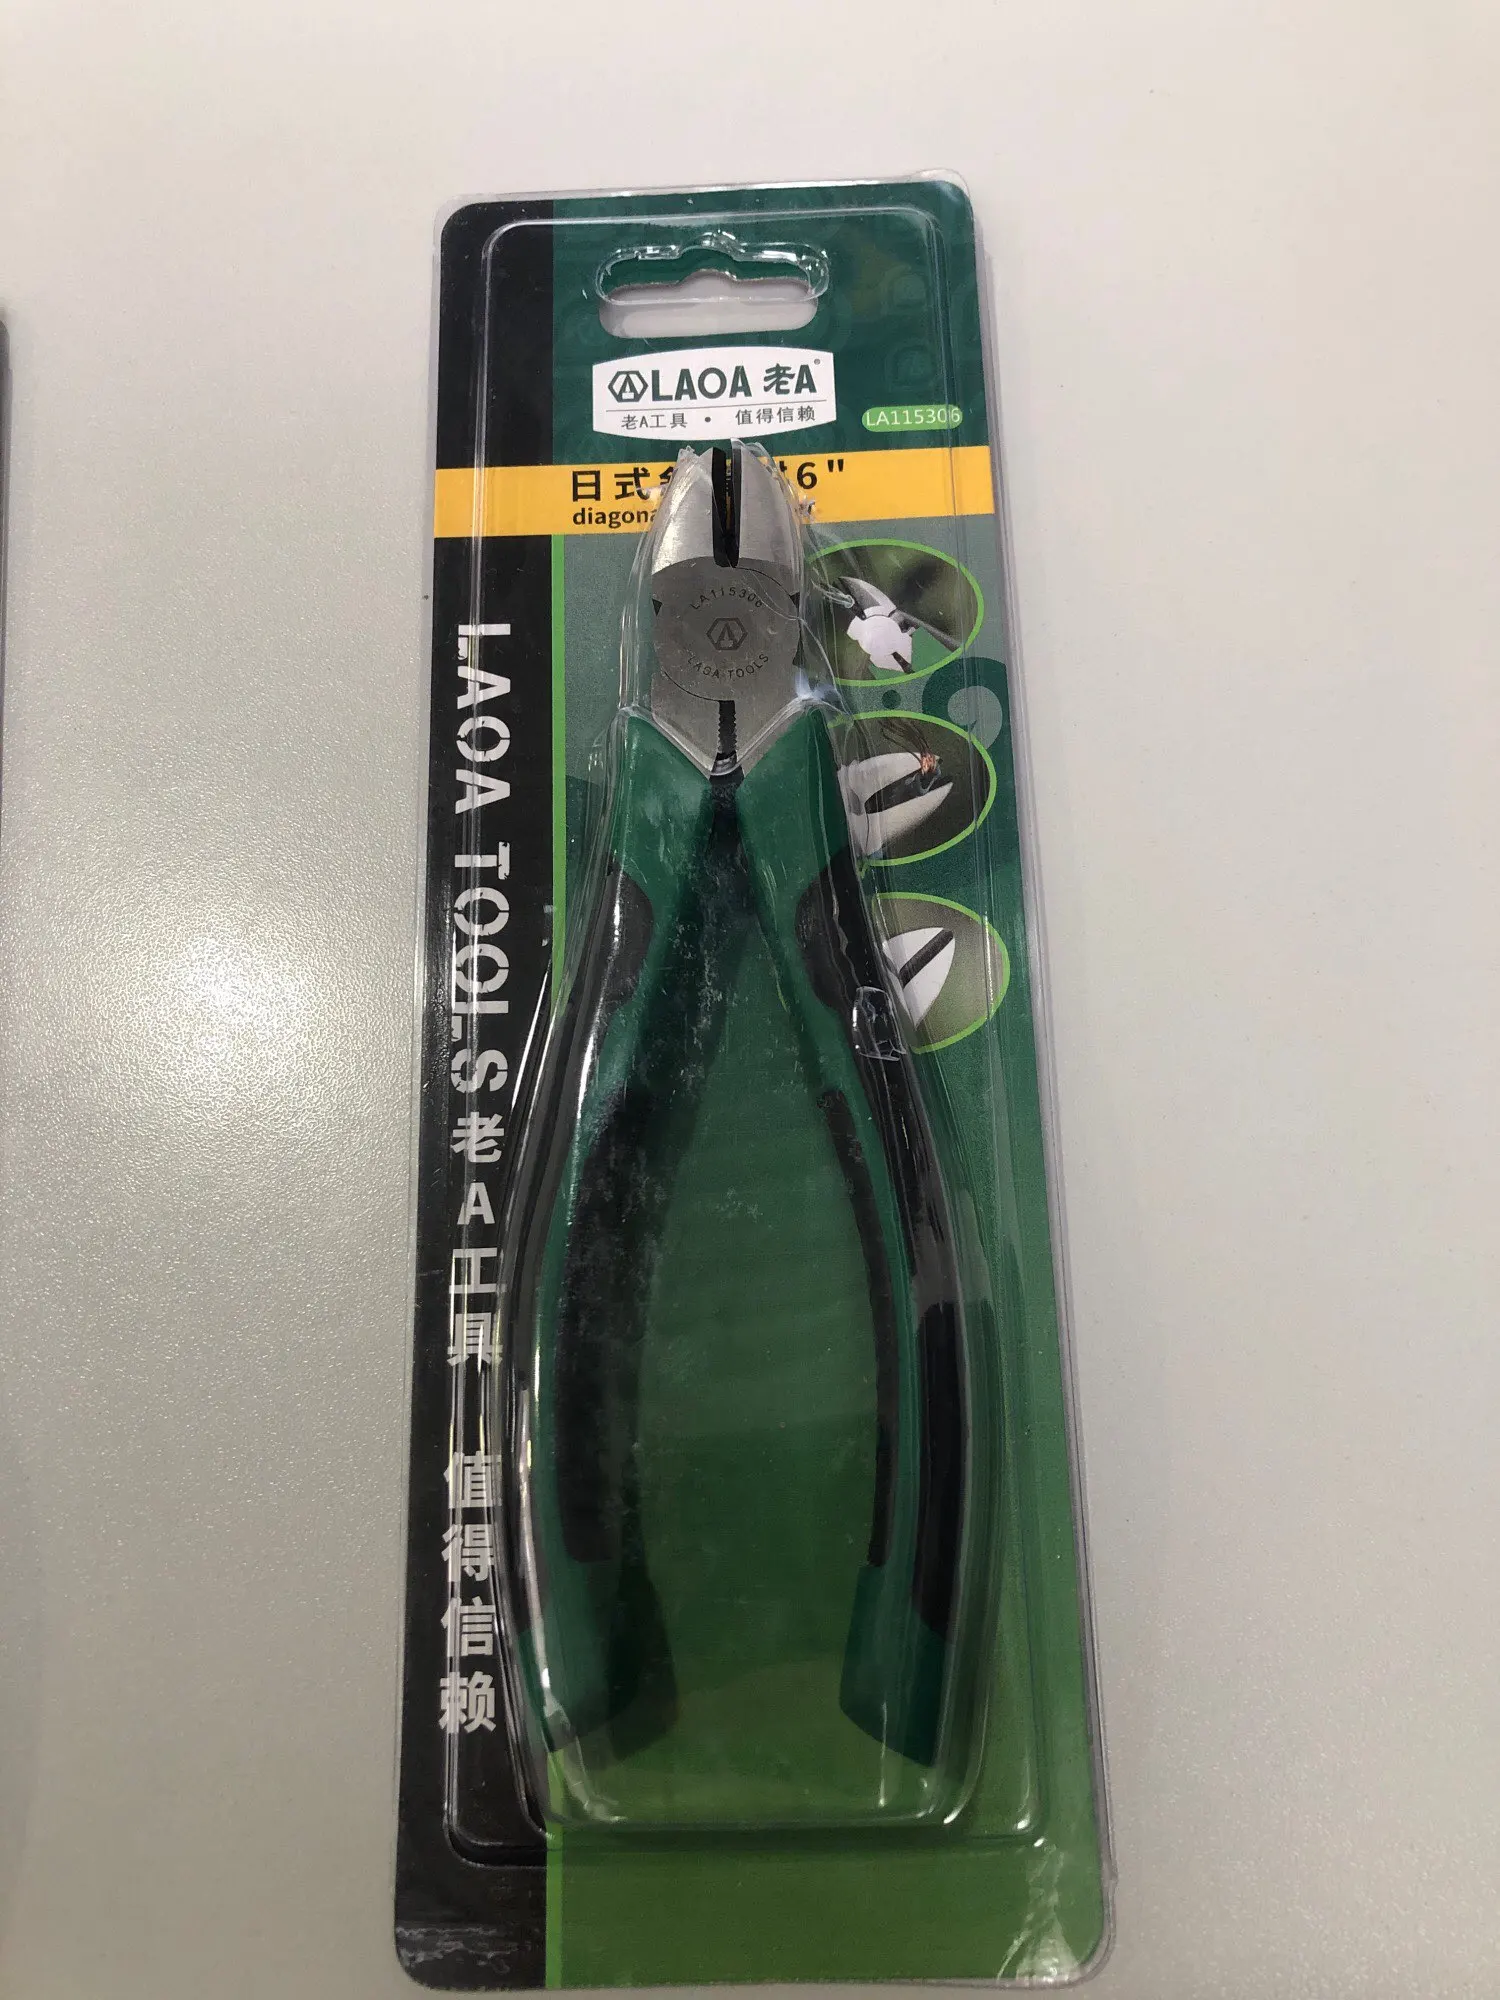 LAOA 老A®
老A工具 • 值得信赖
LA115306
日式 6"
LA115306
LAOA TOOLS
LAOA TOOLS 老A工具 值得信赖